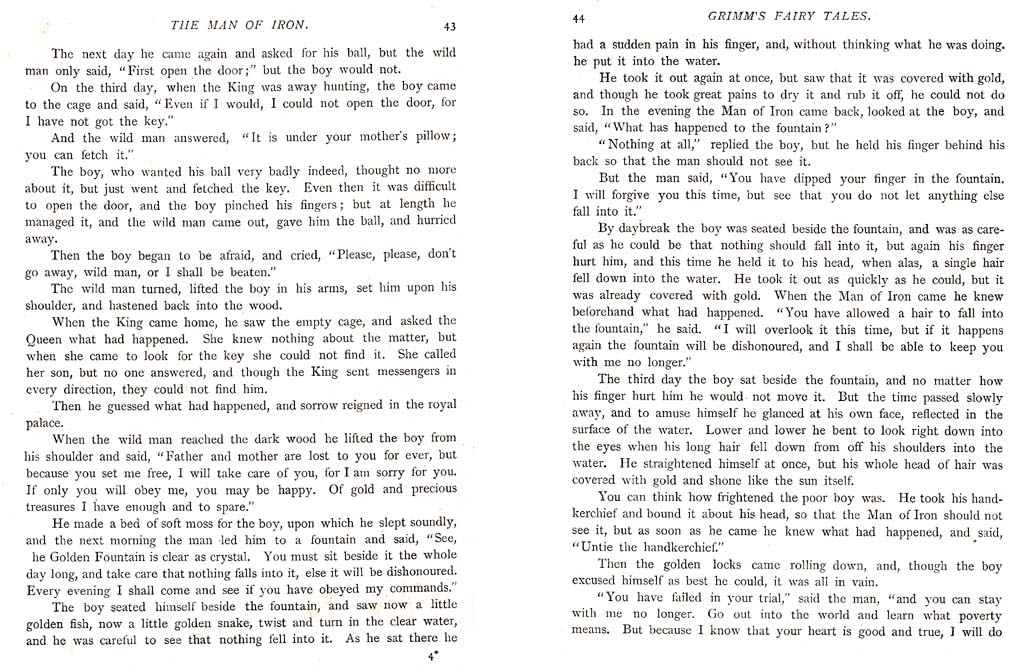 THE MAN OF IRON. 43
The next day he came again and asked for his ball, but the wild
man only said, "First open the door;" but the boy would not.
On the third day, when the King was away hunting, the boy came
to the cage and said, "Even if I would, I could not open the door, for
I have not got the key."
And the wild man answered, "It is under your mother's pillow;
you can fetch it."
The boy, who wanted his ball very badly indeed, thought no more
about it, but just went and fetched the key. Even then it was difficult
to open the door, and the boy pinched his fingers; but at length he
managed it, and the wild man came out, gave him the ball, and hurried
away.
Then the boy began to be afraid, and cried, "Please, please, don't
go away, wild man, or I shall be beaten."
The wild man turned, lifted the boy in his arms, set him upon his
shoulder, and hastened back into the wood.
When the King came home, he saw the empty cage, and asked the
Queen what had happened. She knew nothing about the matter, but
when she came to look for the key she could not find it. She called
her son, but no one answered, and though the King sent messengers in
every direction, they could not find him.
Then he guessed what had happened, and sorrow reigned in the royal
palace.
When the wild man reached the dark wood he lifted the boy from
his shoulder and said, "Father and mother are lost to you for ever, but
because you set me free, I will take care of you, for I am sorry for you.
If only you will obey me, you may be happy. Of gold and precious
treasures I have enough and to spare."
He made a bed of soft moss for the boy, upon which he slept soundly,
and the next morning the man led him to a fountain and said, "See,
he Golden Fountain is clear as crystal. You must sit beside it the whole
day long, and take care that nothing falls into it, else it will be dishonoured.
Every evening I shall come and see if you have obeyed my commands."
The boy seated himself beside the fountain, and saw now a little
golden fish, now a little golden snake, twist and turn in the clear water,
and he was careful to see that nothing fell into it. As he sat there he
4*
44 GRIMM'S FAIRY TALES.
had a sudden pain in his finger, and, without thinking what he was doing.
he put it into the water.
He took it out again at once, but saw that it was covered with gold,
and though he took great pains to dry it and rub it off, he could not do
so. In the evening the Man of Iron came back, looked at the boy, and
said, "What has happened to the fountain?"
"Nothing at all," replied the boy, but he held his finger behind his
back so that the man should not see it.
But the man said, "You have dipped your finger in the fountain.
I will forgive you this time, but see that you do not let anything else
fall into it."
By daybreak the boy was seated beside the fountain, and was as care-
ful as he could be that nothing should fall into it, but again his finger
hurt him, and this time he held it to his head, when alas, a single hair
fell down into the water. He took it out as quickly as he could, but it
was already covered with gold. When the Man of Iron came he knew
beforehand what had happened. "You have allowed a hair to fall into
the fountain," he said. "I will overlook it this time, but if it happens
again the fountain will be dishonoured, and I shall be able to keep you
with me no longer."
The third day the boy sat beside the fountain, and no matter how
his finger hurt him he would not move it. But the time passed slowly
away, and to amuse himself he glanced at his own face, reflected in the
surface of the water. Lower and lower he bent to look right down into
the eyes when his long hair fell down from off his shoulders into the
water. He straightened himself at once, but his whole head of hair was
covered with gold and shone like the sun itself.
You can think how frightened the poor boy was. He took his hand-
kerchief and bound it about his head, so that the Man of Iron should not
see it, but as soon as he came he knew what had happened, and said,
"Untie the handkerchief."
Then the golden locks came rolling down, and, though the boy
excused himself as best he could, it was all in vain.
"You have failed in your trial," said the man, "and you can stay
with me no longer. Go out into the world and learn what poverty
means. But because I know that your heart is good and true, I will do